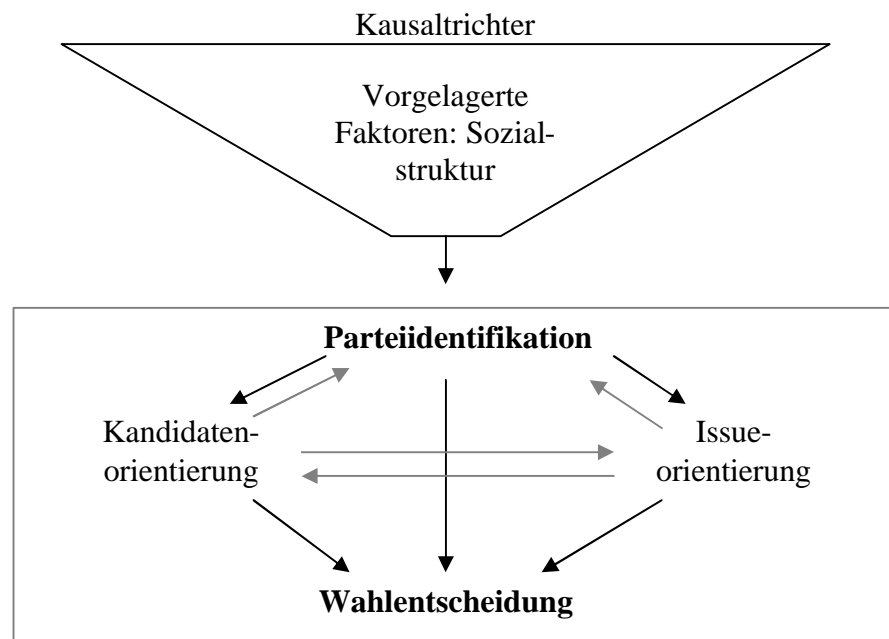 Kausaltrichter
Vorgelagerte
Faktoren: Sozial-
struktur
Parteiidentifikation
Kandidaten-
orientierung
Issue-
orientierung
Wahlentscheidung